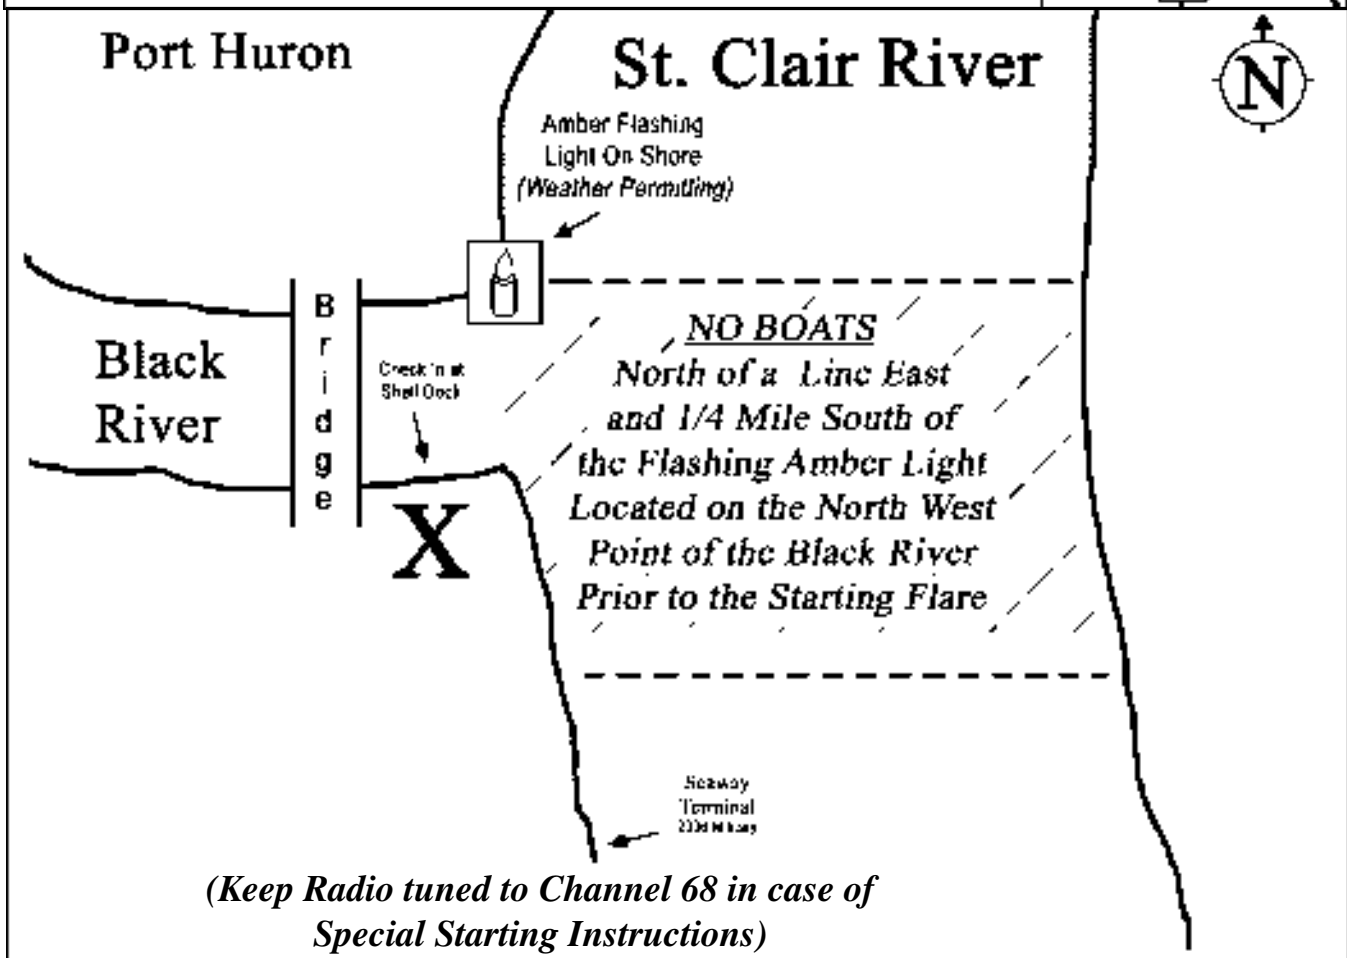 Port Huron
St. Clair River
N
Amber Flashing
Light On Shore
(Weather Permitting)
Black
River
Bridge
Check in at
Shell Dock
X
NO BOATS
North of a Line East
and 1/4 Mile South of
the Flashing Amber Light
Located on the North West
Point of the Black River
Prior to the Starting Flare
Seaway
Terminal
(Keep Radio tuned to Channel 68 in case of
Special Starting Instructions)